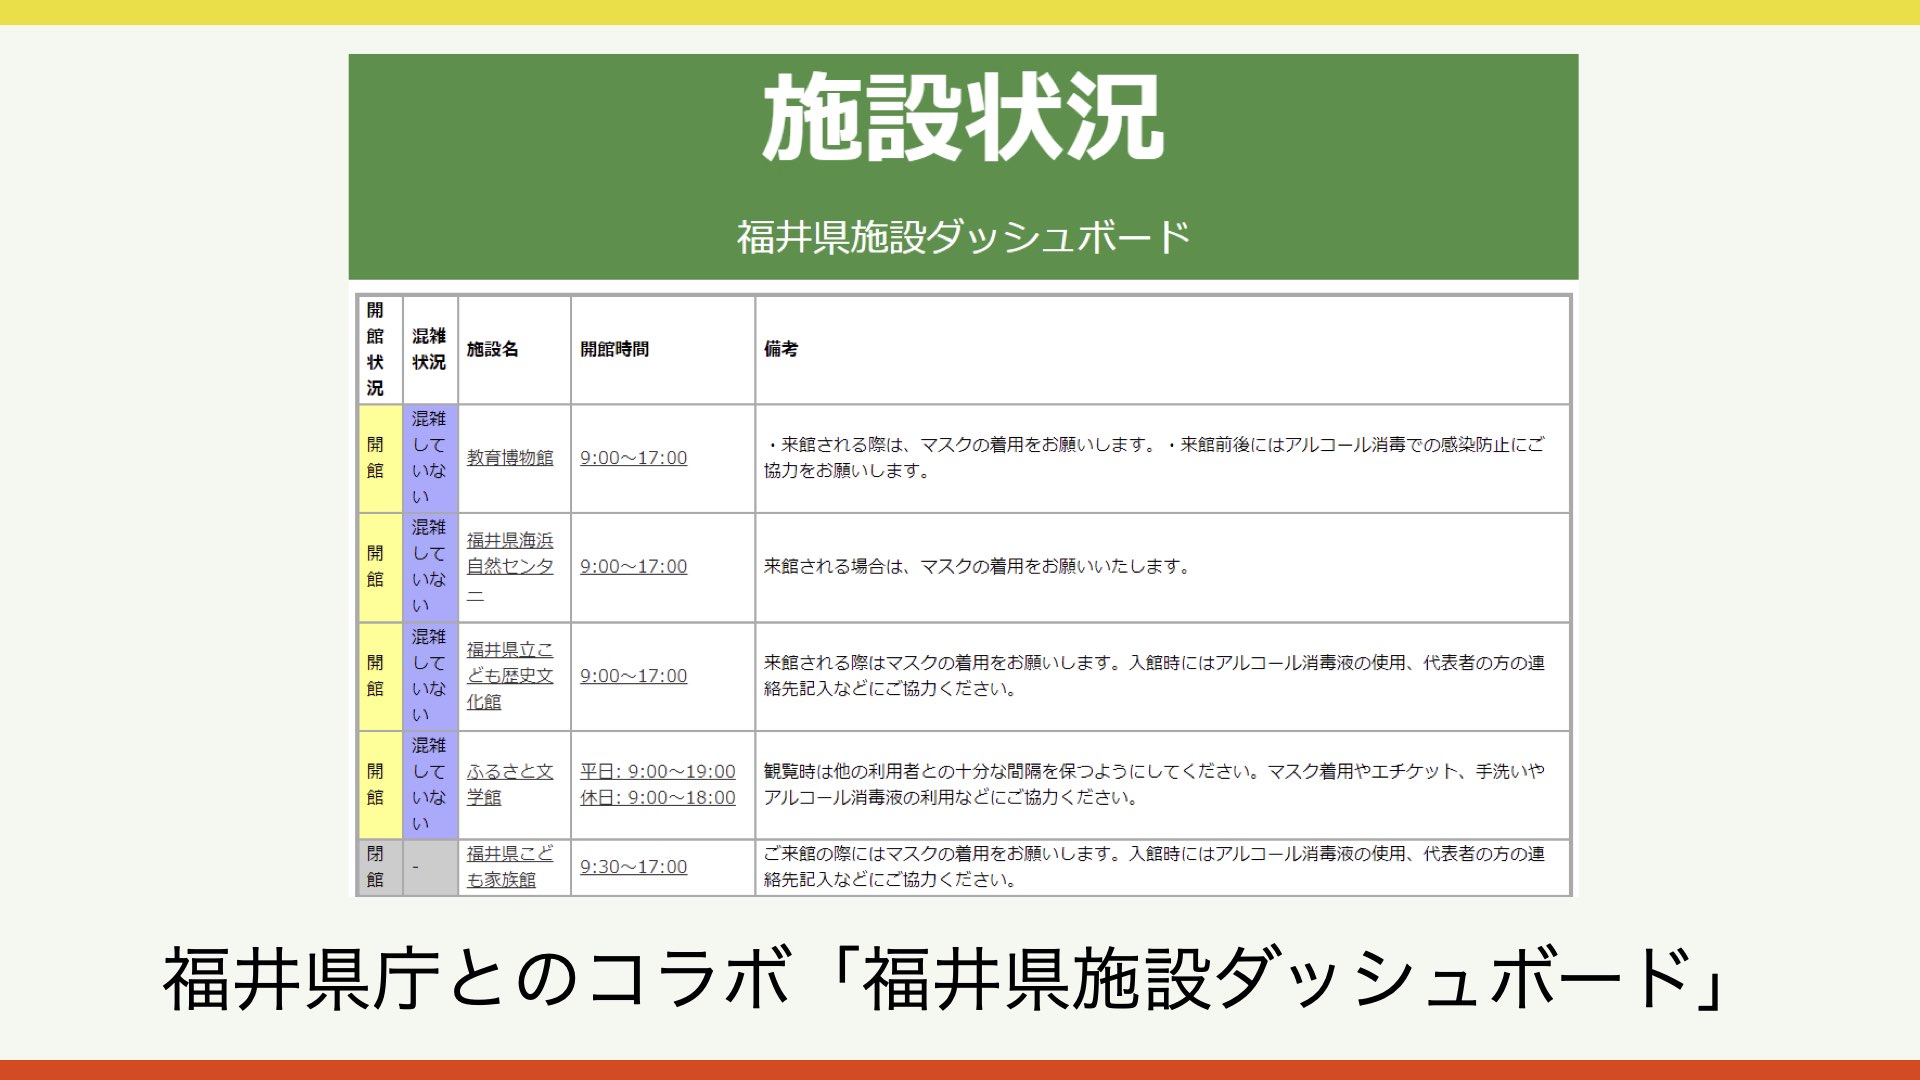 施設状況
福井県施設ダッシュボード
開
館
状
況
混雑
状況
施設名
開館時間
備考
開
館
混雑
して
いな
い
教育博物館
9:00～17:00
・来館される際は、マスクの着用をお願いします。・来館前後にはアルコール消毒での感染防止にご
協力をお願いします。
開
館
混雑
して
いな
い
福井県海浜
自然センタ
ー
9:00～17:00
来館される場合は、マスクの着用をお願いいたします。
開
館
混雑
して
いな
い
福井県立こ
ども歴史文
化館
9:00～17:00
来館される際はマスクの着用をお願いします。入館時にはアルコール消毒液の使用、代表者の方の連
絡先記入などにご協力ください。
開
館
混雑
して
いな
い
ふるさと文
学館
平日: 9:00～19:00
休日: 9:00～18:00
観覧時は他の利用者との十分な間隔を保つようにしてください。マスク着用やエチケット、手洗いや
アルコール消毒液の利用などにご協力ください。
閉
館
-
福井県こど
も家族館
9:30～17:00
ご来館の際にはマスクの着用をお願いします。入館時にはアルコール消毒液の使用、代表者の方の連
絡先記入などにご協力ください。
福井県庁とのコラボ「福井県施設ダッシュボード」